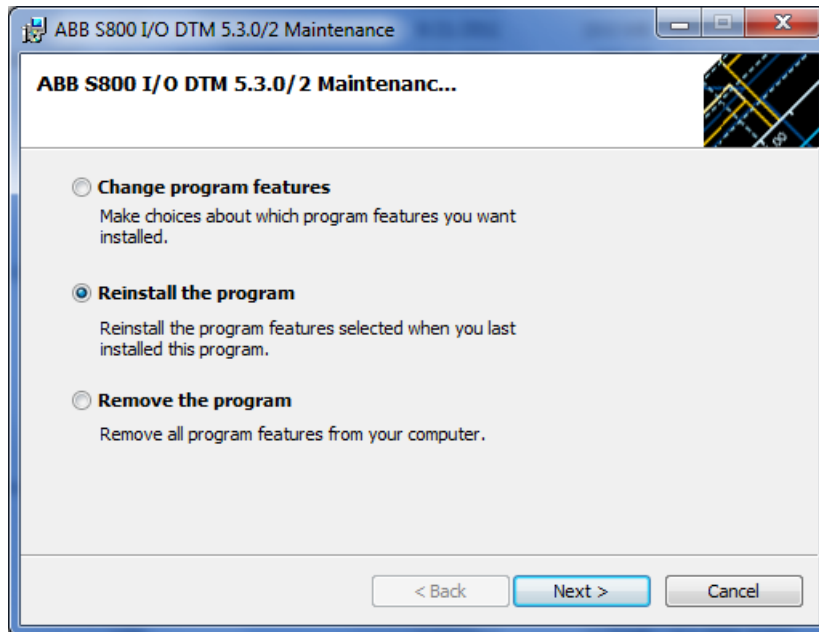 ABB S800 I/O DTM 5.3.0/2 Maintenance
ABB S800 I/O DTM 5.3.0/2 Maintenanc...
Change program features
Make choices about which program features you want
installed.
Reinstall the program
Reinstall the program features selected when you last
installed this program.
Remove the program
Remove all program features from your computer.
< Back
Next >
Cancel